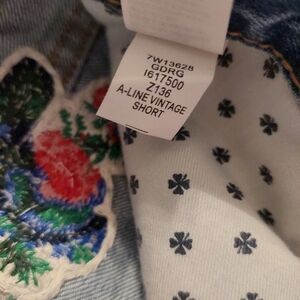 7W13628
GDRG
I617500
Z136
A-LINE VINTAGE
SHORT